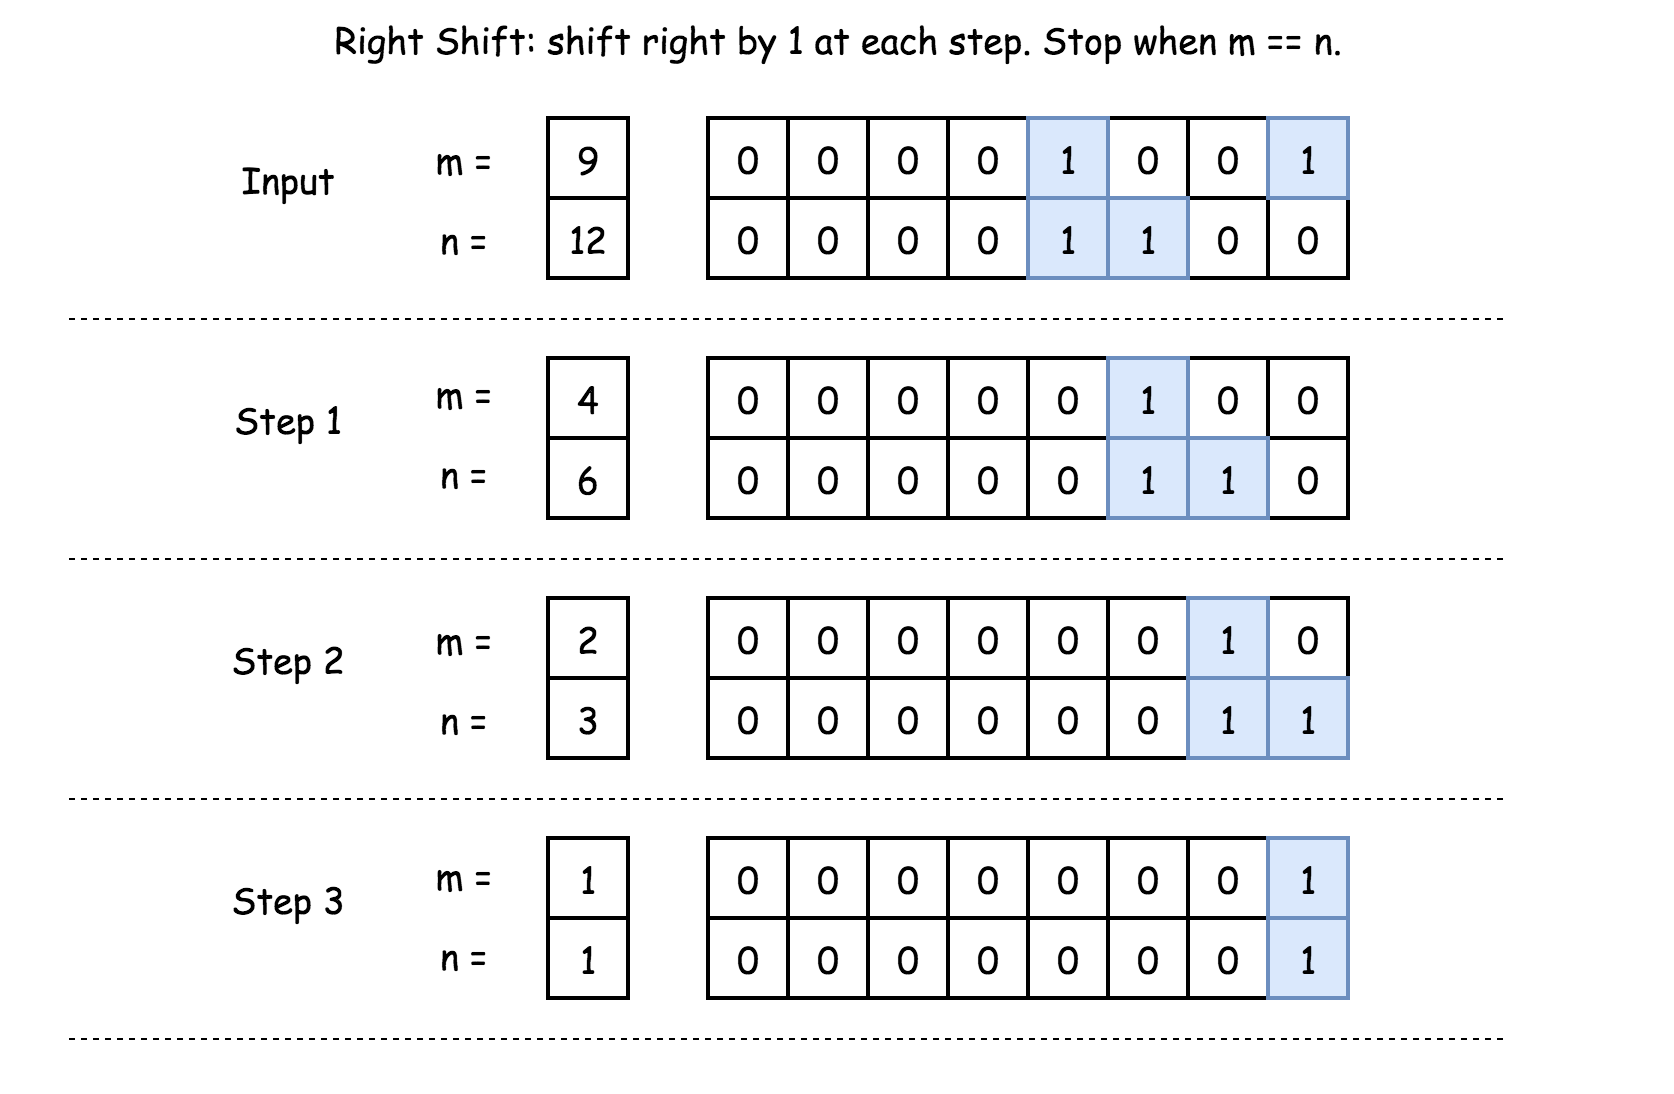 Right Shift: shift right by 1 at each step. Stop when m == n.
Input
m = 9 0 0 0 0 1 0 0 1
n = 12 0 0 0 0 1 1 0 0
Step 1
m = 4 0 0 0 0 0 1 0 0
n = 6 0 0 0 0 0 1 1 0
Step 2
m = 2 0 0 0 0 0 0 1 0
n = 3 0 0 0 0 0 0 1 1
Step 3
m = 1 0 0 0 0 0 0 0 1
n = 1 0 0 0 0 0 0 0 1